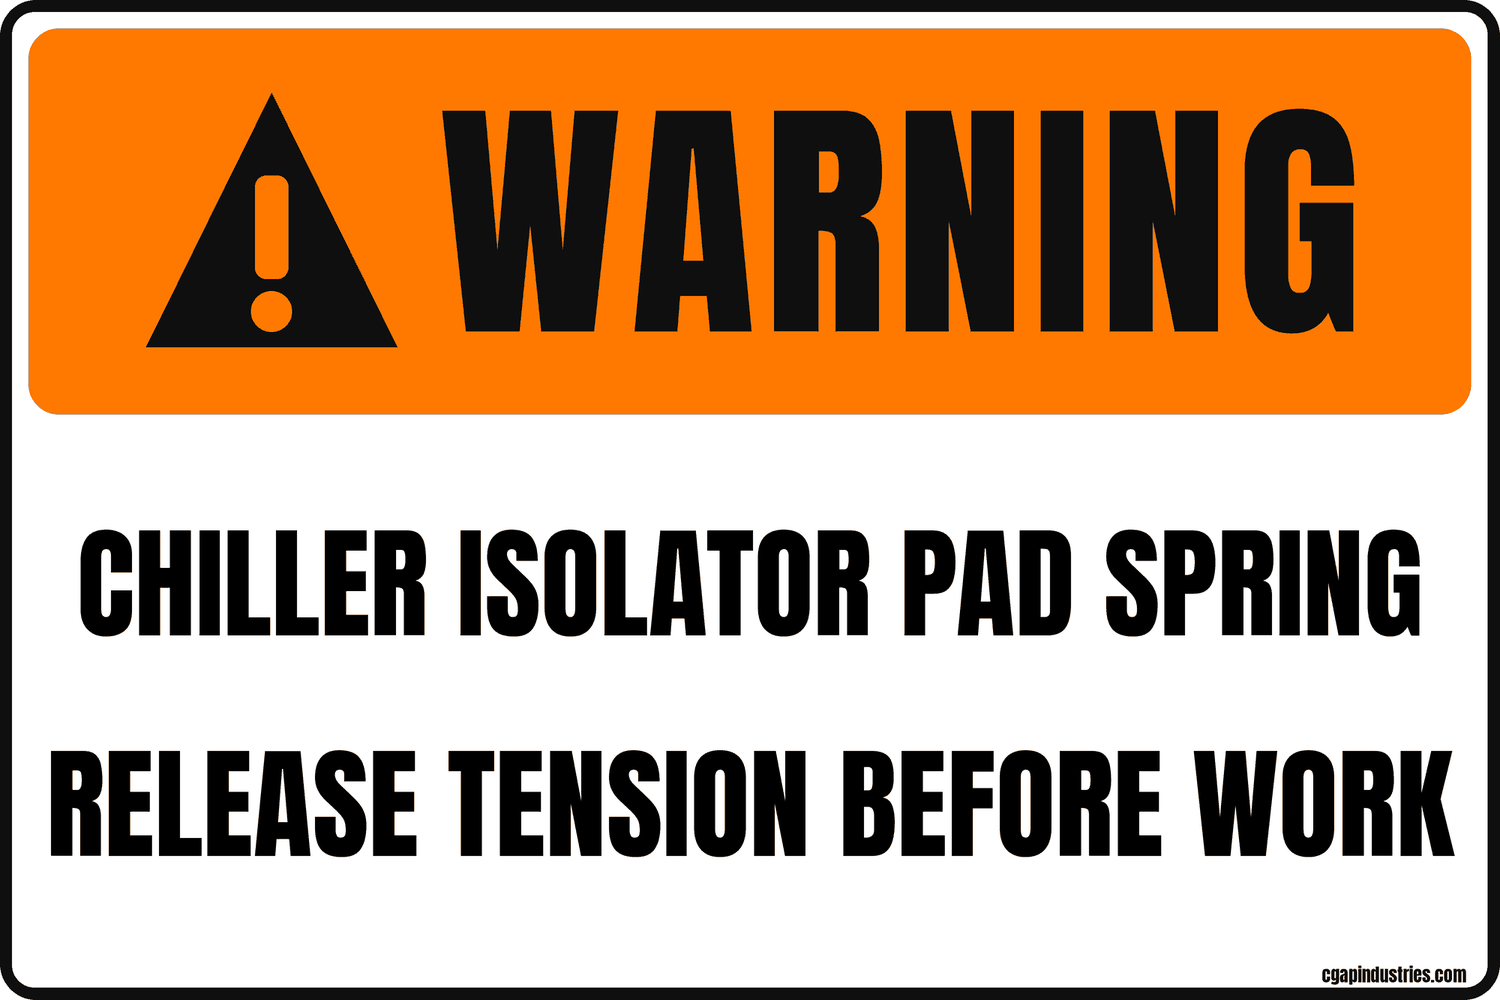 WARNING
CHILLER ISOLATOR PAD SPRING
RELEASE TENSION BEFORE WORK
cgapindustries.com